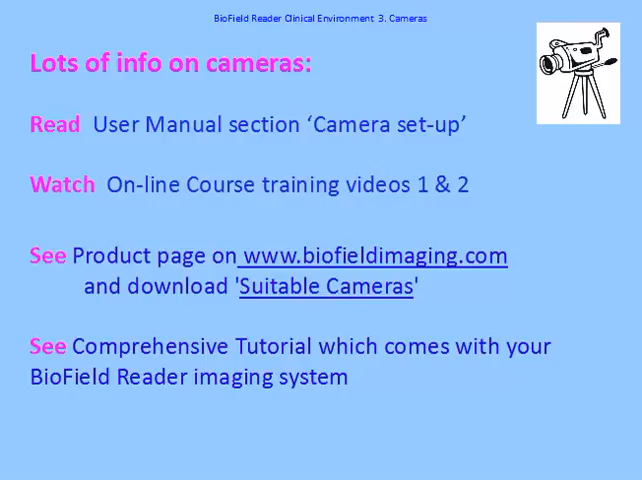 BioField Reader Clinical Environment 3. Cameras
Lots of info on cameras:
Read User Manual section ‘Camera set-up’
Watch On-line Course training videos 1 & 2
See Product page on www.biofieldimaging.com
and download 'Suitable Cameras'
See Comprehensive Tutorial which comes with your
BioField Reader imaging system